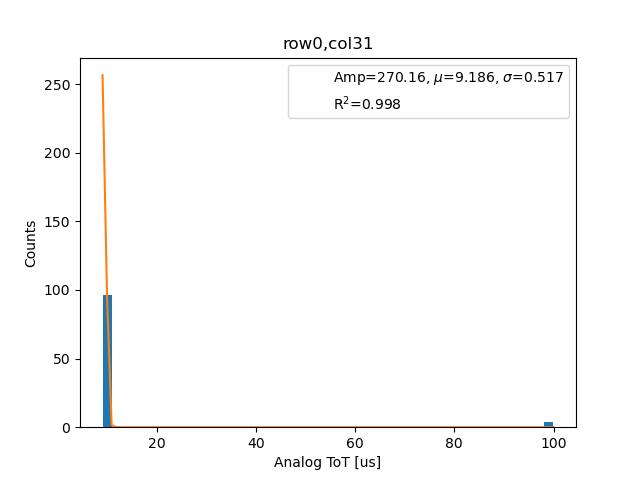 row0,col31
Amp=270.16, μ=9.186, σ=0.517
R²=0.998
250
200
150
100
50
0
Counts
20 40 60 80 100
Analog ToT [us]